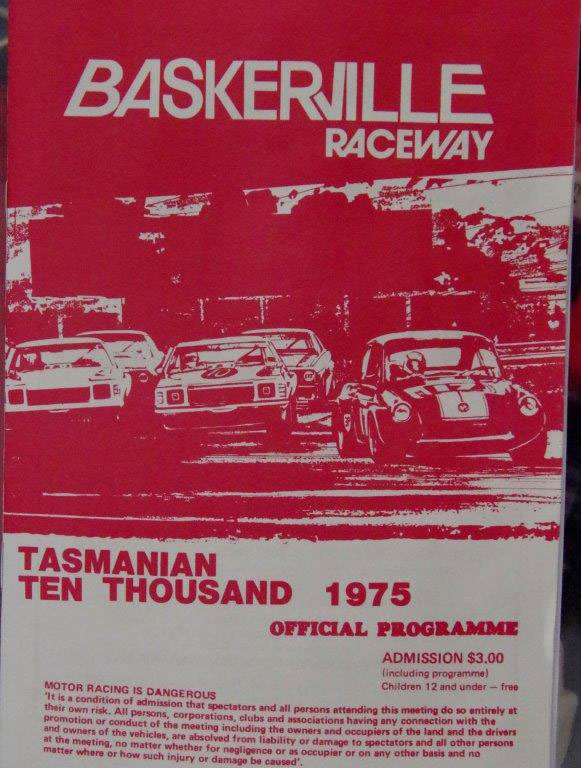 BASKERVILLE
RACEWAY
10
TASMANIAN
TEN THOUSAND 1975
OFFICIAL PROGRAMME
ADMISSION $3.00
(including programme)
Children 12 and under — free
MOTOR RACING IS DANGEROUS
'It is a condition of admission that spectators and all persons attending this meeting do so entirely at
their own risk. All persons, corporations, clubs and associations having any connection with the
promotion or conduct of the meeting including the owners and occupiers of the land and the drivers
and owners of the vehicles, are absolved from liability or damage to spectators and all other persons
at the meeting, no matter whether for negligence or as occupier or on any other basis and no
matter where or how such injury or damage be caused'.